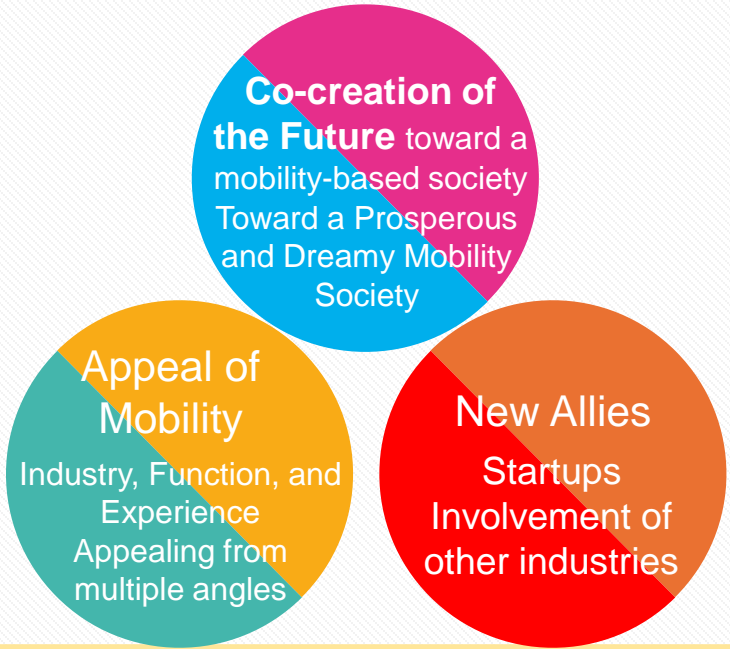 Co-creation of
the Future toward a
mobility-based society
Toward a Prosperous
and Dreamy Mobility
Society
Appeal of
Mobility
Industry, Function, and
Experience
Appealing from
multiple angles
New Allies
Startups
Involvement of
other industries